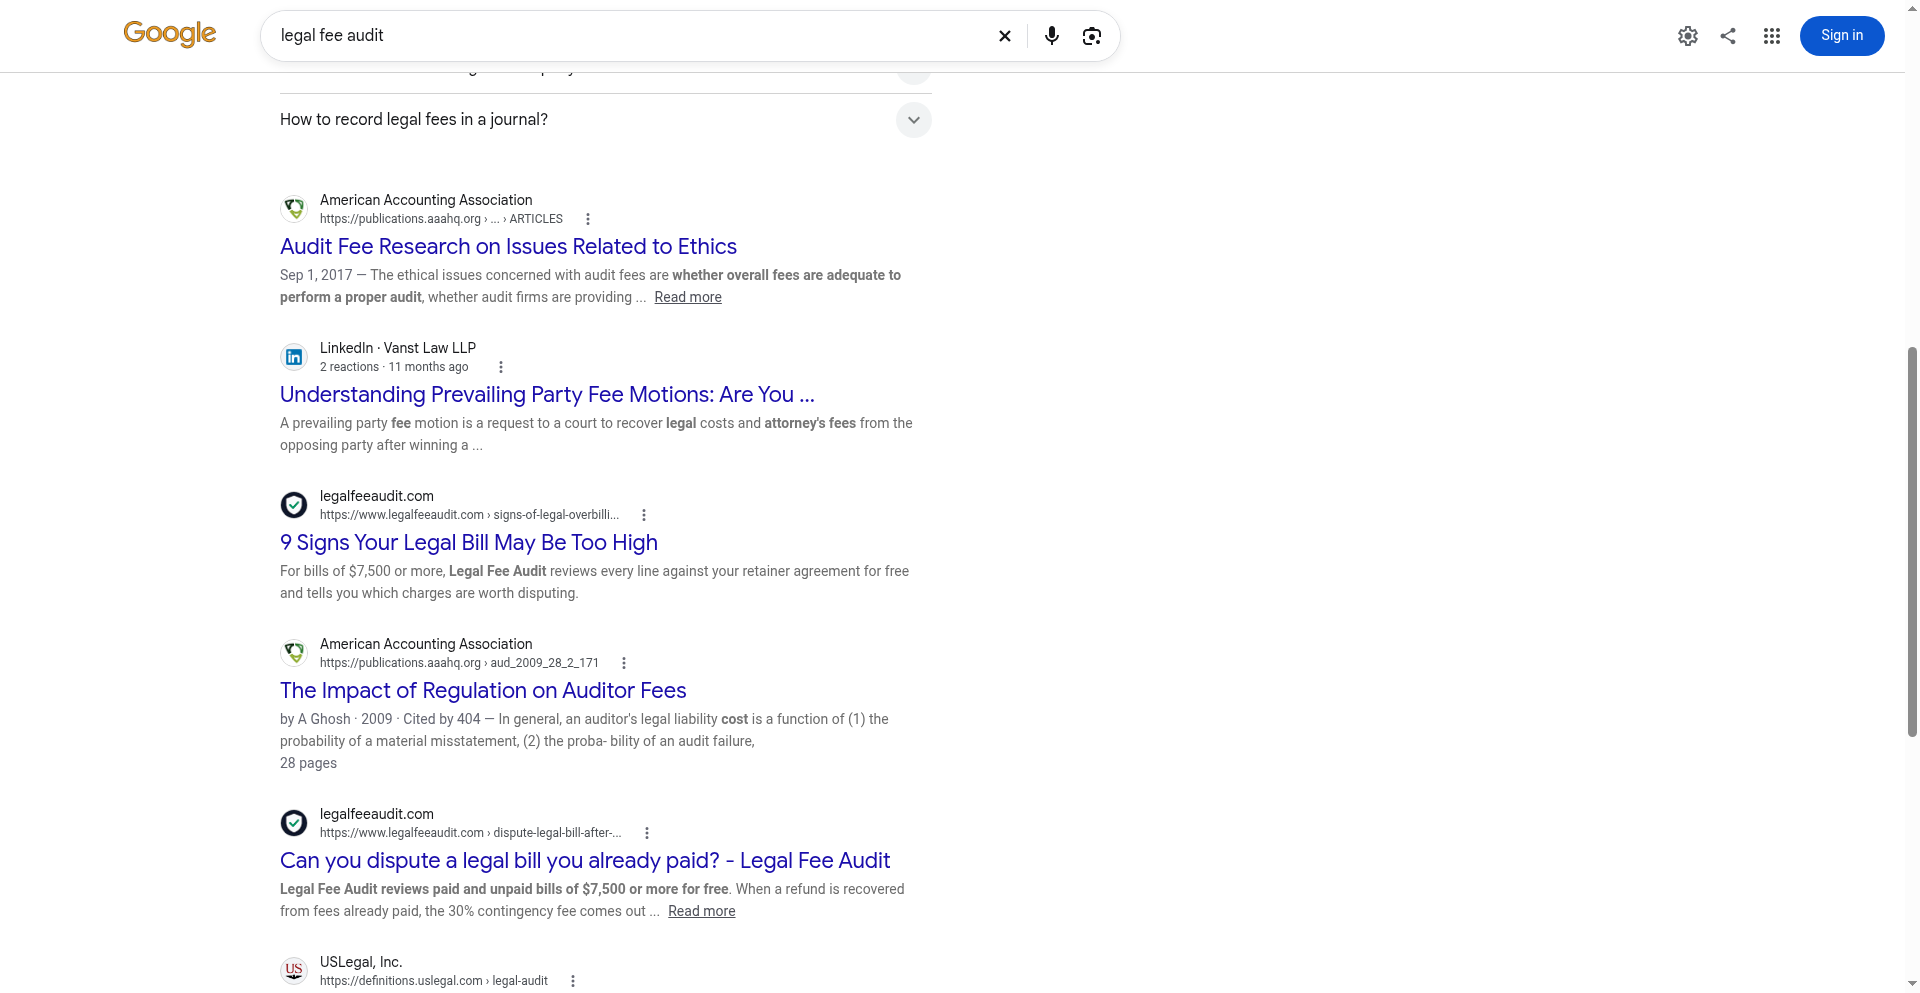 Google
legal fee audit
Sign in
How to record legal fees in a journal?
American Accounting Association
https://publications.aaahq.org › ... › ARTICLES
Audit Fee Research on Issues Related to Ethics
Sep 1, 2017 — The ethical issues concerned with audit fees are whether overall fees are adequate to
perform a proper audit, whether audit firms are providing ... Read more
LinkedIn · Vanst Law LLP
2 reactions · 11 months ago
Understanding Prevailing Party Fee Motions: Are You ...
A prevailing party fee motion is a request to a court to recover legal costs and attorney's fees from the
opposing party after winning a ...
legalfeeaudit.com
https://www.legalfeeaudit.com › signs-of-legal-overbilli...
9 Signs Your Legal Bill May Be Too High
For bills of $7,500 or more, Legal Fee Audit reviews every line against your retainer agreement for free
and tells you which charges are worth disputing.
American Accounting Association
https://publications.aaahq.org › aud_2009_28_2_171
The Impact of Regulation on Auditor Fees
by A Ghosh · 2009 · Cited by 404 — In general, an auditor's legal liability cost is a function of (1) the
probability of a material misstatement, (2) the proba- bility of an audit failure,
28 pages
legalfeeaudit.com
https://www.legalfeeaudit.com › dispute-legal-bill-after-...
Can you dispute a legal bill you already paid? - Legal Fee Audit
Legal Fee Audit reviews paid and unpaid bills of $7,500 or more for free. When a refund is recovered
from fees already paid, the 30% contingency fee comes out ... Read more
US
USLegal, Inc.
https://definitions.uslegal.com › legal-audit